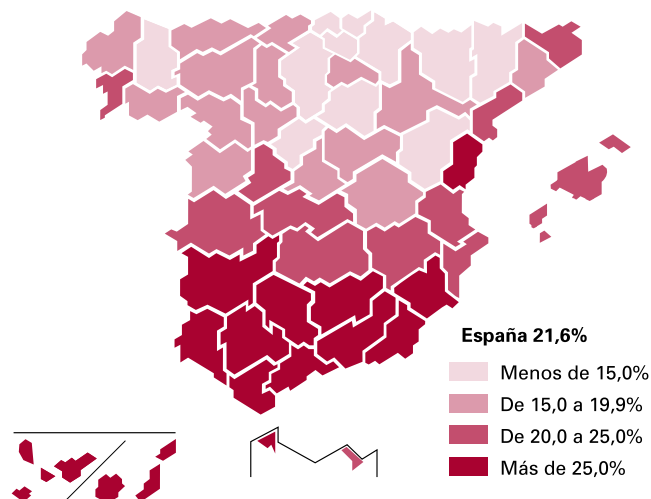 España 21,6%
Menos de 15,0%
De 15,0 a 19,9%
De 20,0 a 25,0%
Más de 25,0%